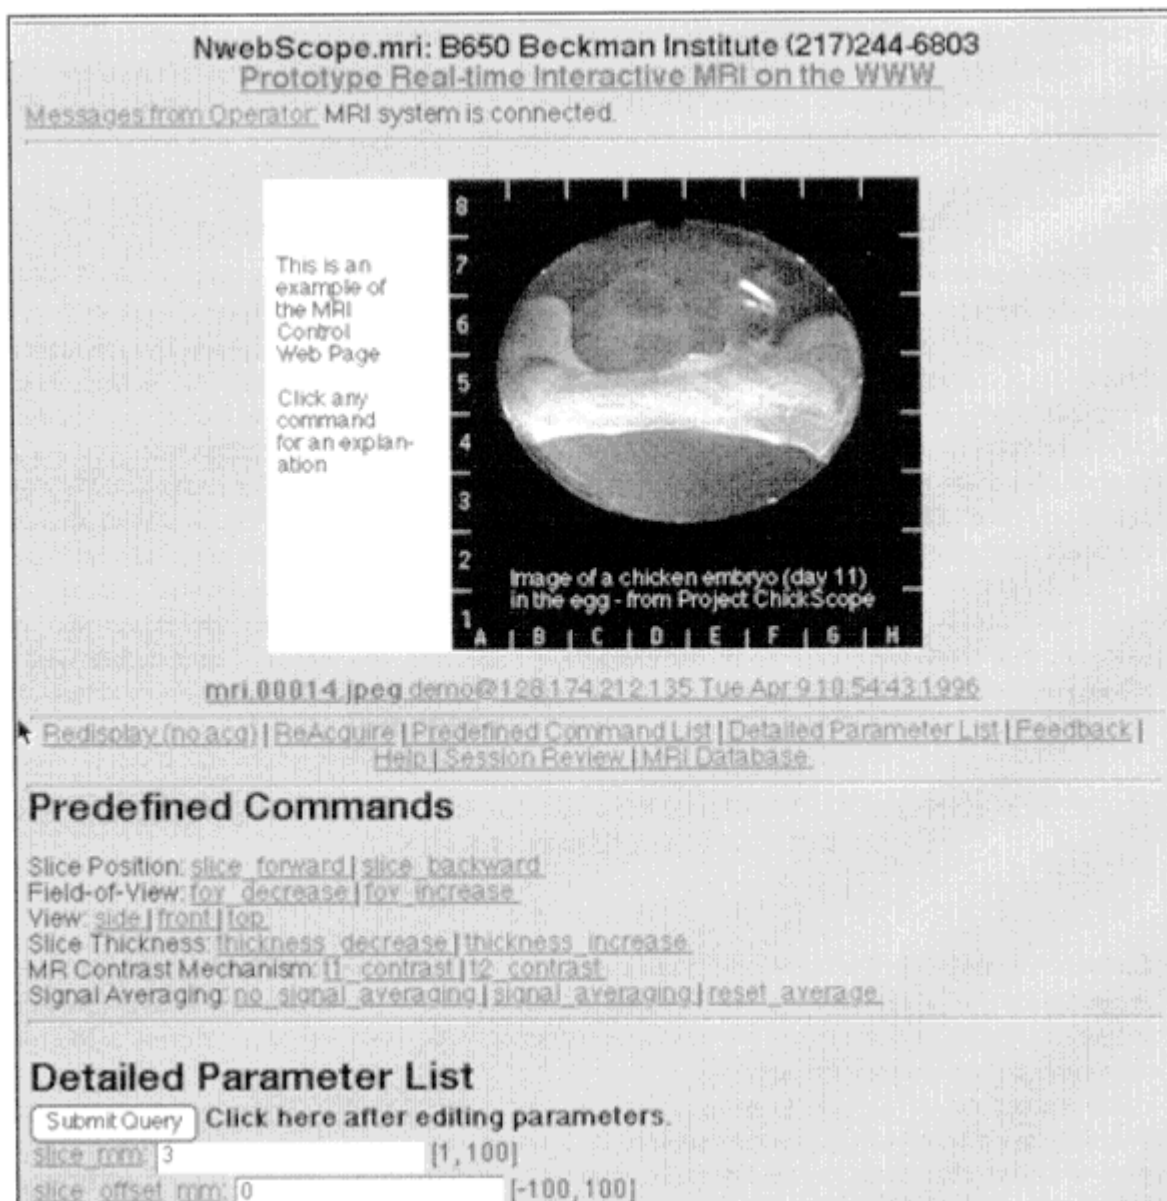 NwebScope.mri: B650 Beckman Institute (217)244-6803
Prototype Real-time Interactive MRI on the WWW
Messages from Operator: MRI system is connected.
This is an
example of
the MRI
Control
Web Page
Click any
command
for an explan-
ation
8
7
6
5
4
3
2
1
Image of a chicken embryo (day 11)
in the egg - from Project ChickScope
A B C D E F G H
mri.00014.jpeg demo@128.174.212.135 Tue Apr 9 10:54:43 1996
Redisplay (no acq) | ReAcquire | Predefined Command List | Detailed Parameter List | Feedback |
Help | Session Review | MRI Database
Predefined Commands
Slice Position: slice_forward | slice_backward
Field-of-View: fov_decrease | fov_increase
View: side | front | top
Slice Thickness: thickness_decrease | thickness_increase
MR Contrast Mechanism: t1_contrast | t2_contrast
Signal Averaging: no_signal_averaging | signal_averaging | reset_average
Detailed Parameter List
Submit Query Click here after editing parameters.
slice_mm: 3 [1,100]
slice_offset_mm: 0 [-100,100]